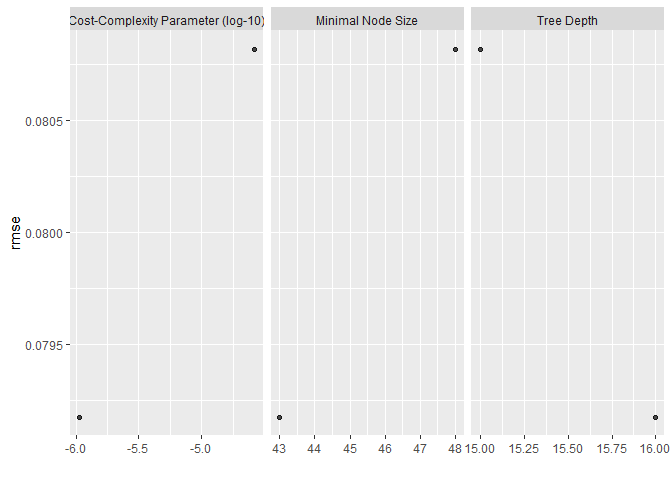 Cost-Complexity Parameter (log-10) Minimal Node Size Tree Depth
0.0805
0.0800
0.0795
rmse
-6.0 -5.5 -5.0 43 44 45 46 47 48 15.00 15.25 15.50 15.75 16.00